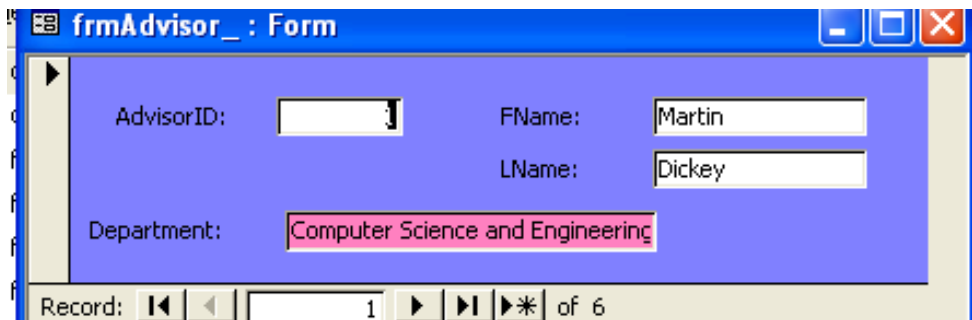 frmAdvisor_ : Form
AdvisorID: FName: Martin
LName: Dickey
Department: Computer Science and Engineering
Record: 1 of 6